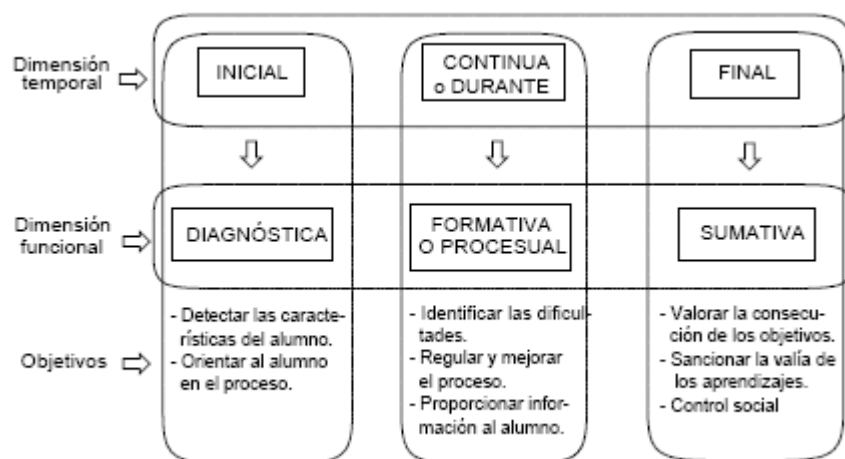 Dimensión
temporal
INICIAL
CONTINUA
o DURANTE
FINAL
Dimensión
funcional
DIAGNÓSTICA
FORMATIVA
O PROCESUAL
SUMATIVA
Objetivos
- Detectar las caracte-
rísticas del alumno.
- Orientar al alumno
en el proceso.
- Identificar las dificul-
tades.
- Regular y mejorar
el proceso.
- Proporcionar infor-
mación al alumno.
- Valorar la consecu-
ción de los objetivos.
- Sancionar la valía de
los aprendizajes.
- Control social